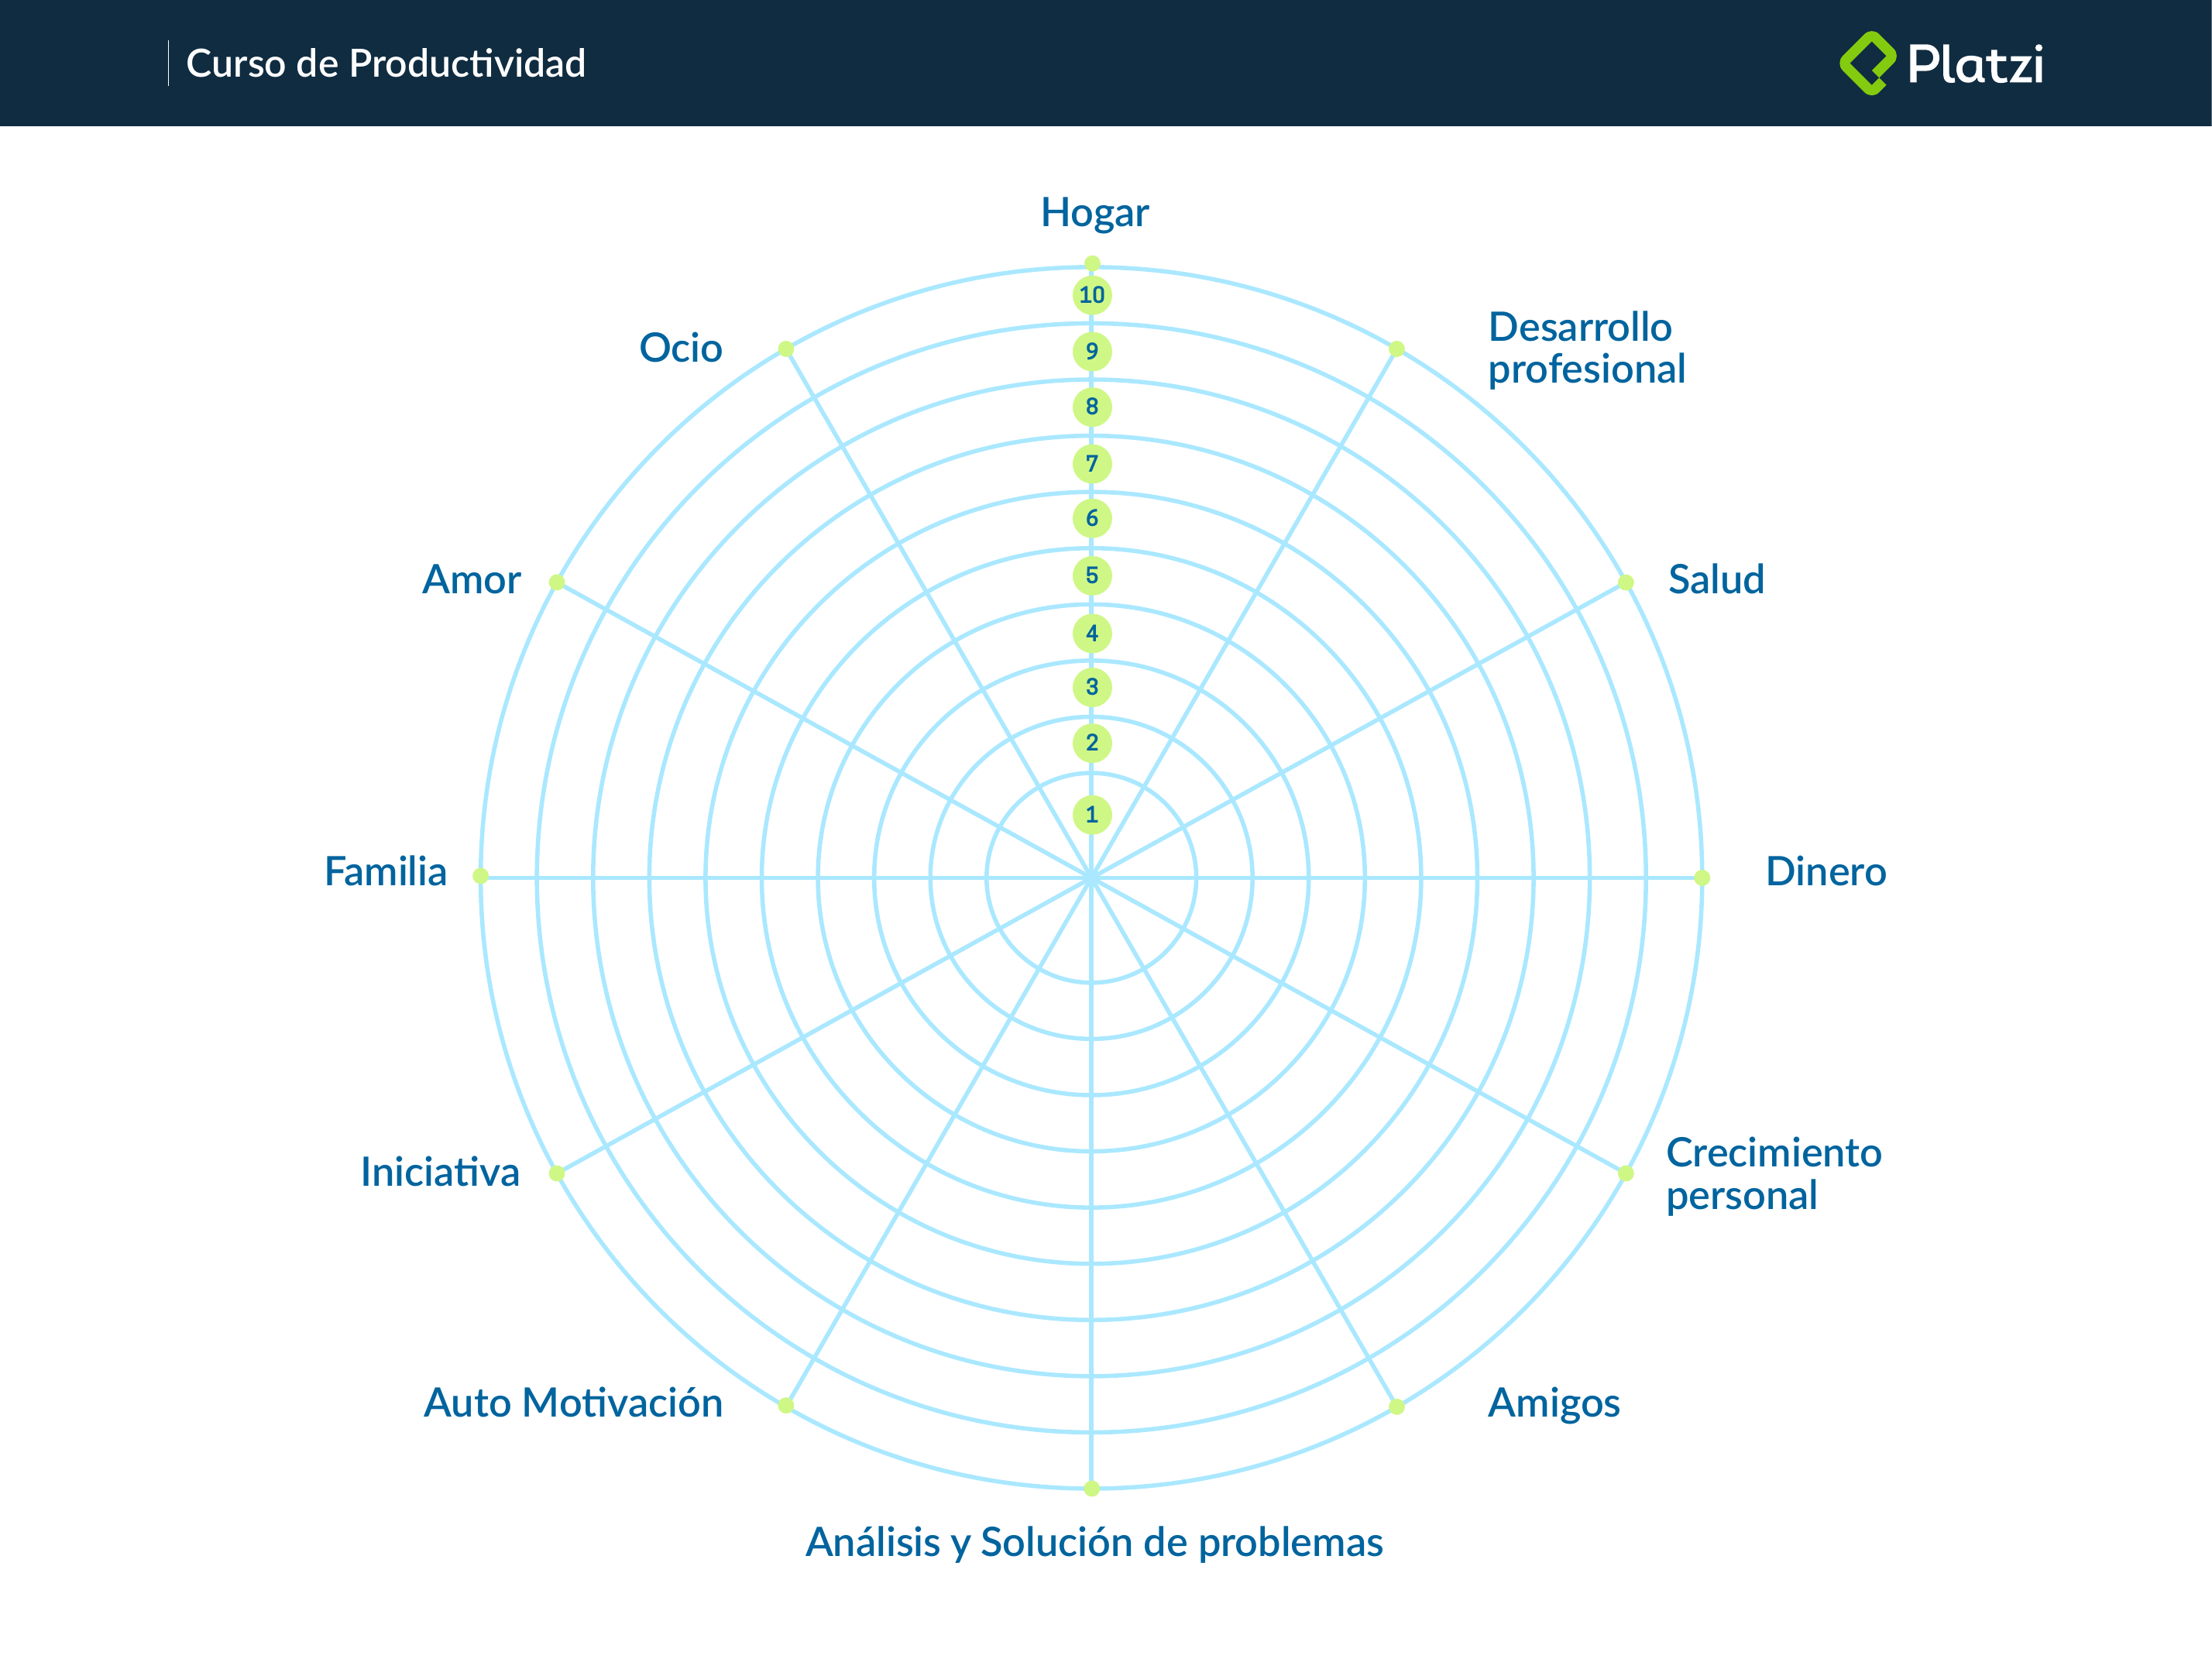 Curso de Productividad
Platzi
Hogar
10
Desarrollo
profesional
Ocio
9
8
7
6
Amor
5
Salud
4
3
2
1
Familia
Dinero
Crecimiento
personal
Iniciativa
Auto Motivación
Amigos
Análisis y Solución de problemas